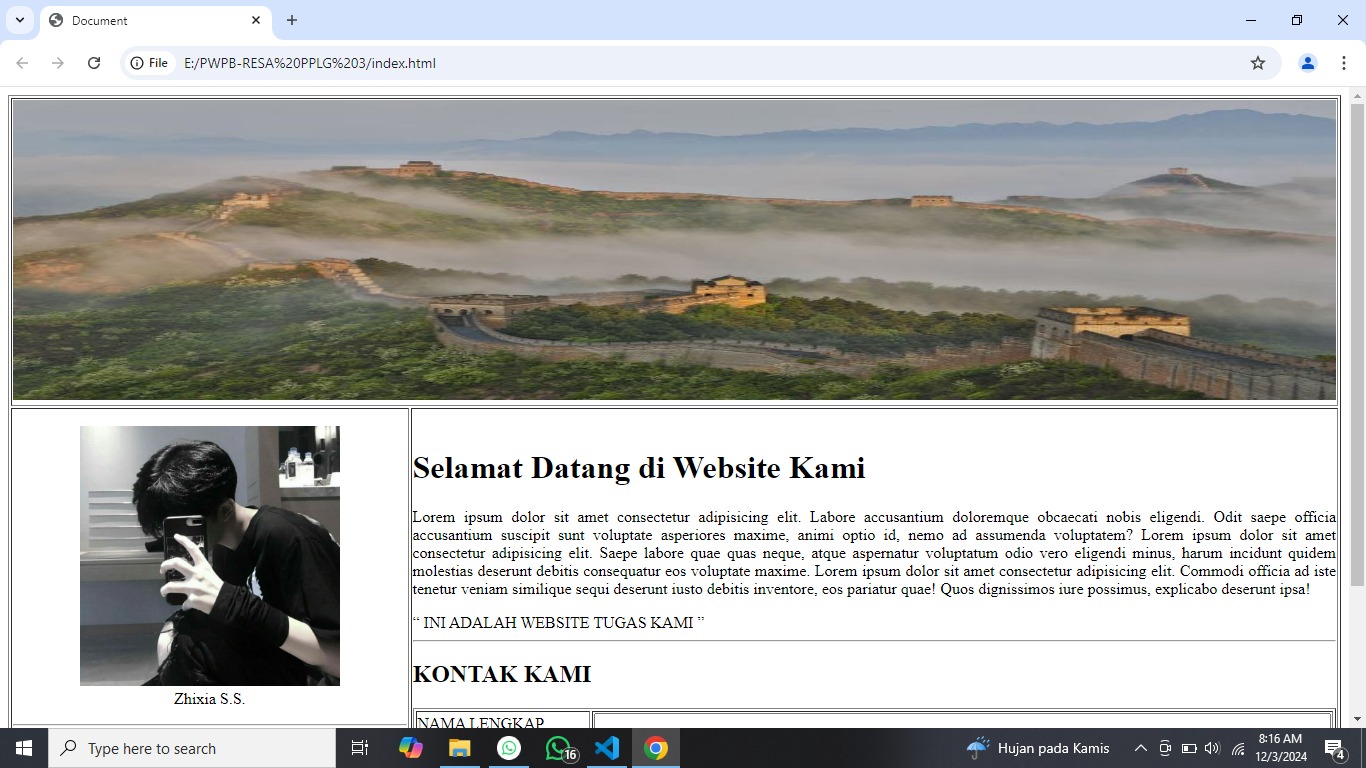 Document
File
E:/PWPB-RESA%20PPLG%203/index.html
Zhixia S.S.
Selamat Datang di Website Kami
Lorem ipsum dolor sit amet consectetur adipisicing elit. Labore accusantium doloremque obcaecati nobis eligendi. Odit saepe officia
accusantium suscipit sunt voluptate asperiores maxime, animi optio id, nemo ad assumenda voluptatem? Lorem ipsum dolor sit amet
consectetur adipisicing elit. Saepe labore quae quas neque, atque aspernatur voluptatum odio vero eligendi minus, harum incidunt quidem
molestias deserunt debitis consequatur eos voluptate maxime. Lorem ipsum dolor sit amet consectetur adipisicing elit. Commodi officia ad iste
tenetur veniam similique sequi deserunt iusto debitis inventore, eos pariatur quae! Quos dignissimos iure possimus, explicabo deserunt ipsa!
“ INI ADALAH WEBSITE TUGAS KAMI ”
KONTAK KAMI
NAMA LENGKAP
Type here to search
16
Hujan pada Kamis
8:16 AM
12/3/2024
4